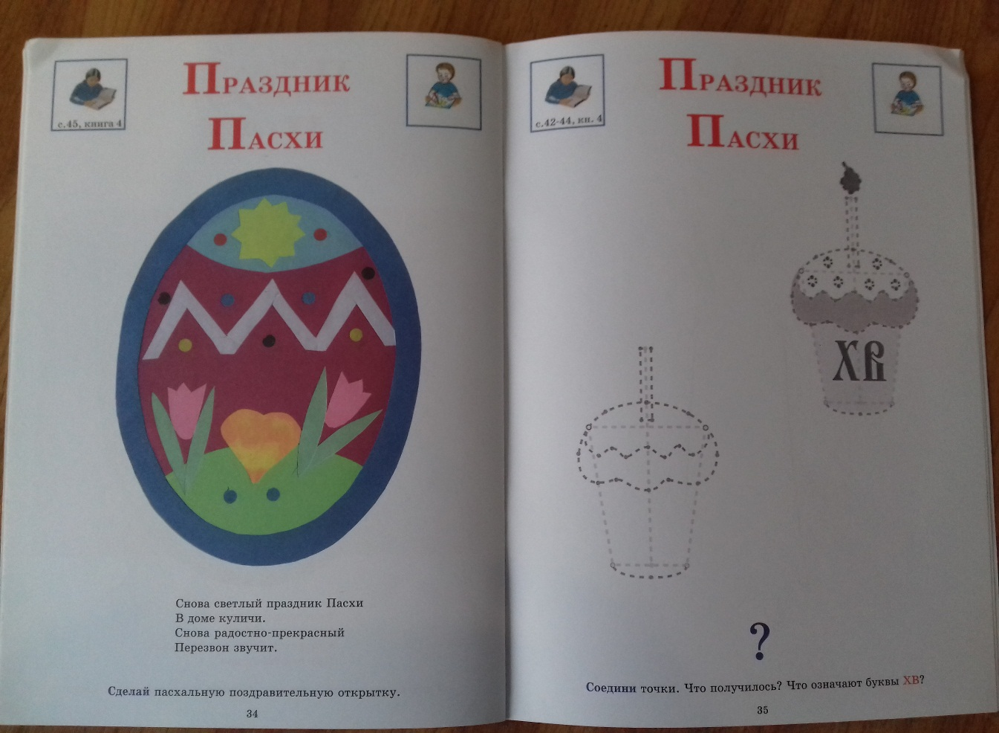 с.45, книга 4
Праздник
Пасхи
Снова светлый праздник Пасхи
В доме куличи.
Снова радостно-прекрасный
Перезвон звучит.
Сделай пасхальную поздравительную открытку.
34
с.42-44, кн. 4
Праздник
Пасхи
ХВ
?
Соедини точки. Что получилось? Что означают буквы ХВ?
35